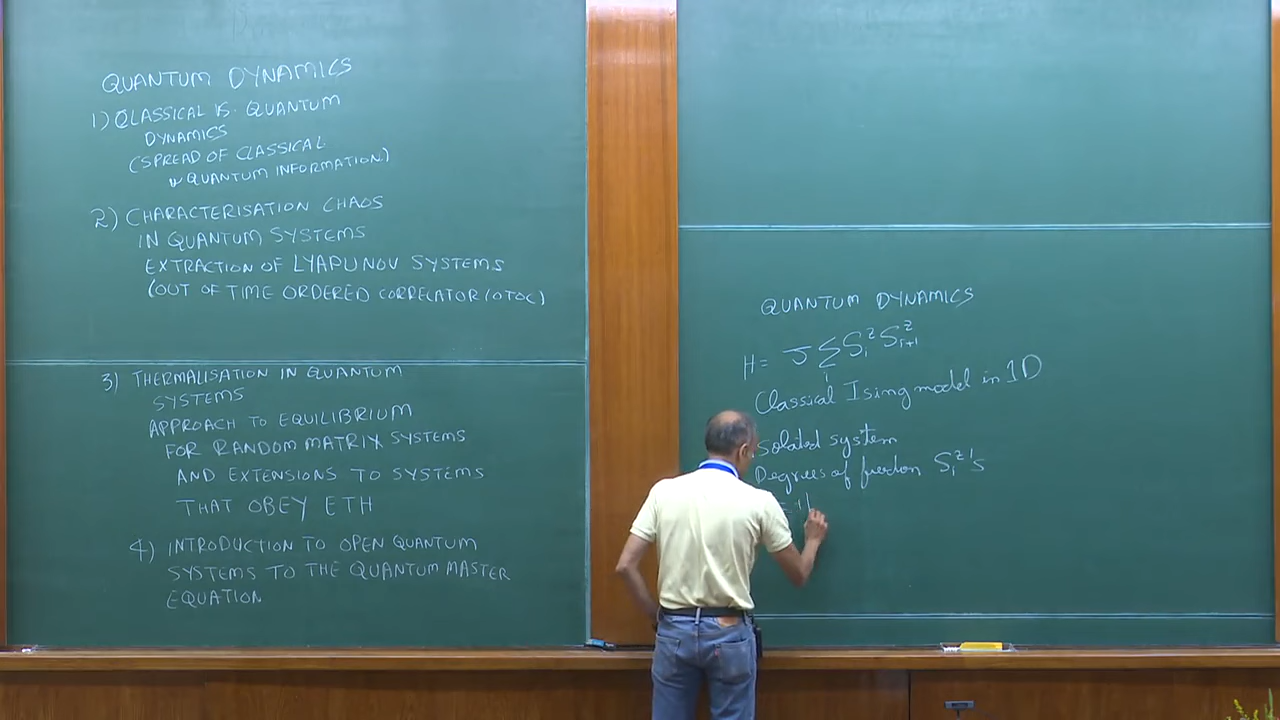 QUANTUM DYNAMICS
1) CLASSICAL VS. QUANTUM
DYNAMICS
(SPREAD OF CLASSICAL
QUANTUM INFORMATION)
2) CHARACTERISATION CHAOS
IN QUANTUM SYSTEMS
EXTRACTION OF LYAPUNOV SYSTEMS
(OUT OF TIME ORDERED CORRELATOR/OTOC)
3) THERMALISATION IN QUANTUM
SYSTEMS
APPROACH TO EQUILIBRIUM
FOR RANDOM MATRIX SYSTEMS
AND EXTENSIONS TO SYSTEMS
THAT OBEY ETH
4) INTRODUCTION TO OPEN QUANTUM
SYSTEMS TO THE QUANTUM MASTER
EQUATION
QUANTUM DYNAMICS
H = J Σ_i S_i^z S_{i+1}^z
Classical Ising model in 1D
Isolated system
Degrees of freedom S_i^z's